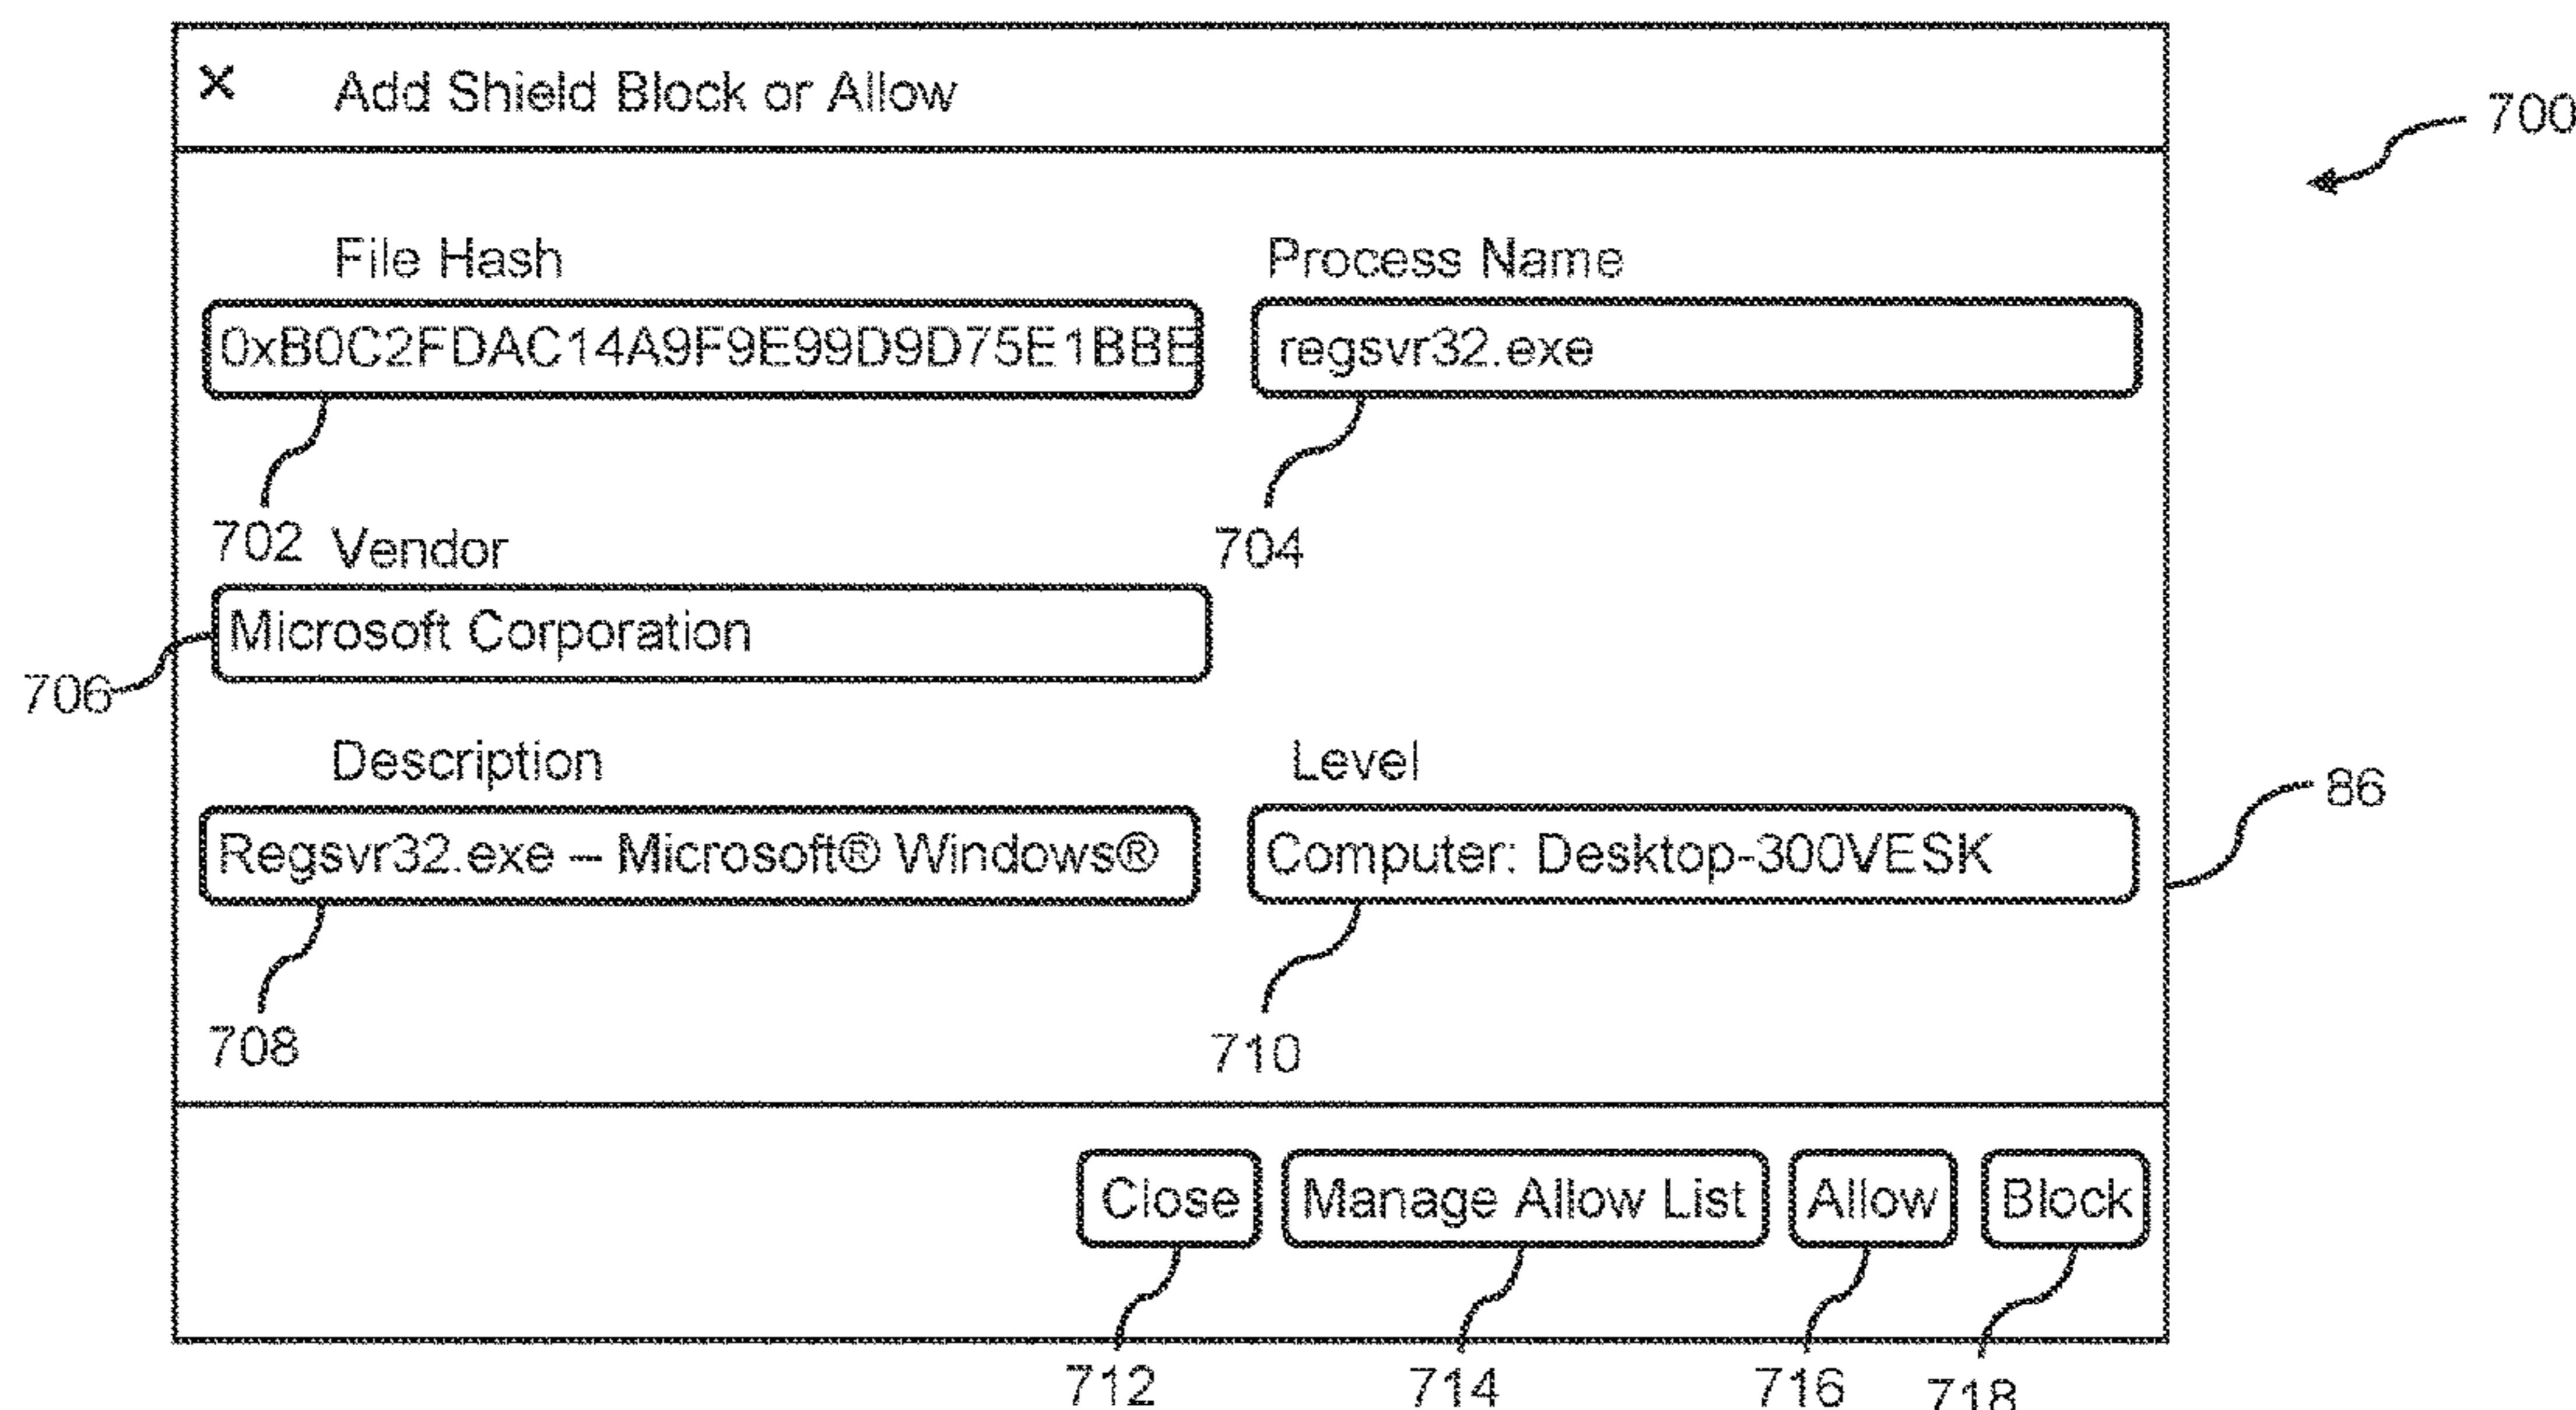 X Add Shield Block or Allow
700
File Hash Process Name
0xB0C2FDAC14A9F9E99D9D75E1BBE regsvr32.exe
702 Vendor 704
Microsoft Corporation
706
Description Level
86
Regsvr32.exe – Microsoft® Windows® Computer: Desktop-300VESK
708 710
Close Manage Allow List Allow Block
712 714 716 718